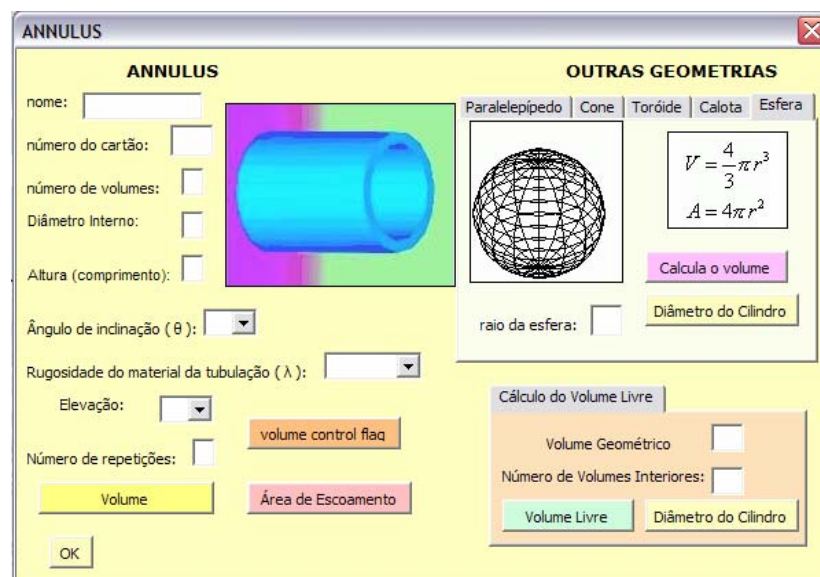 ANNULUS
ANNULUS
nome:
número do cartão:
número de volumes:
Diâmetro Interno:
Altura (comprimento):
Ângulo de inclinação ( θ ):
Rugosidade do material da tubulação ( λ ):
Elevação:
volume control flag
Número de repetições:
Volume
Área de Escoamento
OK
OUTRAS GEOMETRIAS
Paralelepípedo Cone Toróide Calota Esfera
V = 4/3 πr³
A = 4πr²
Calcula o volume
raio da esfera:
Diâmetro do Cilindro
Cálculo do Volume Livre
Volume Geométrico
Número de Volumes Interiores:
Volume Livre
Diâmetro do Cilindro